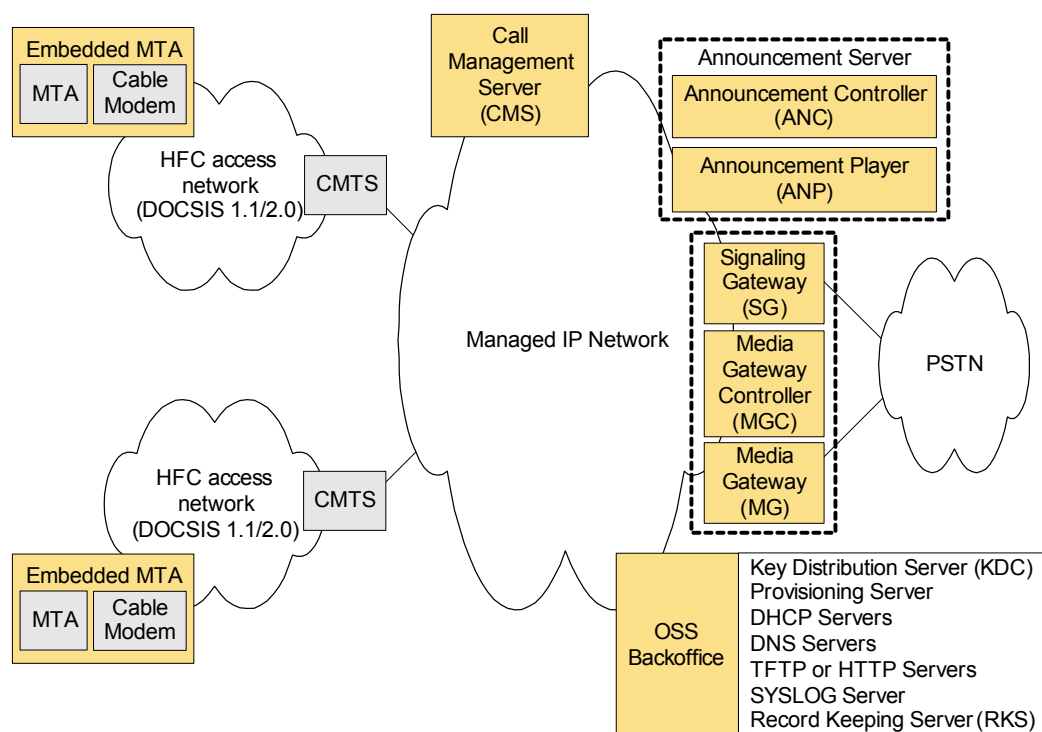 Embedded MTA
MTA
Cable
Modem
HFC access
network
(DOCSIS 1.1/2.0)
CMTS
Call
Management
Server
(CMS)
Announcement Server
Announcement Controller
(ANC)
Announcement Player
(ANP)
Signaling
Gateway
(SG)
Media
Gateway
Controller
(MGC)
Media
Gateway
(MG)
Managed IP Network
PSTN
HFC access
network
(DOCSIS 1.1/2.0)
CMTS
Embedded MTA
MTA
Cable
Modem
OSS
Backoffice
Key Distribution Server (KDC)
Provisioning Server
DHCP Servers
DNS Servers
TFTP or HTTP Servers
SYSLOG Server
Record Keeping Server (RKS)